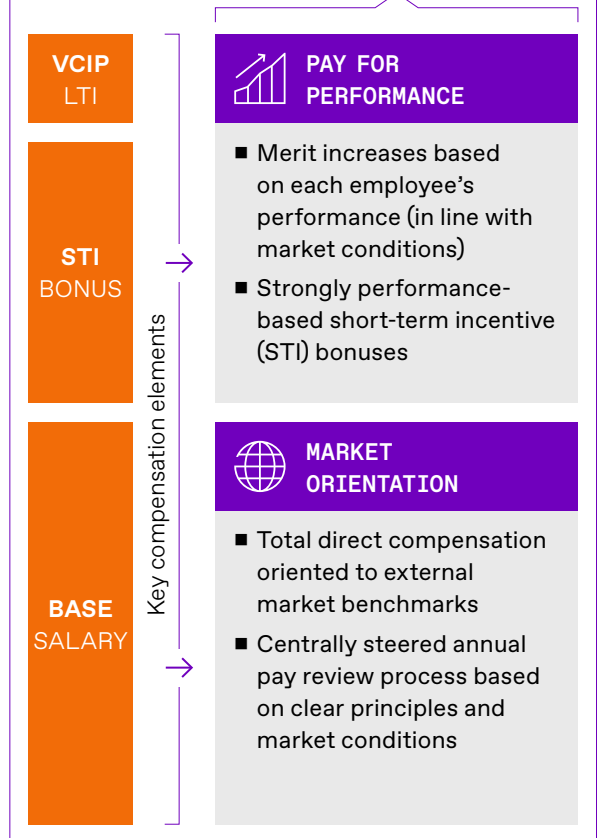 VCIP
LTI
STI
BONUS
BASE
SALARY
Key compensation elements
PAY FOR
PERFORMANCE
■ Merit increases based
on each employee’s
performance (in line with
market conditions)
■ Strongly performance-
based short-term incentive
(STI) bonuses
MARKET
ORIENTATION
■ Total direct compensation
oriented to external
market benchmarks
■ Centrally steered annual
pay review process based
on clear principles and
market conditions